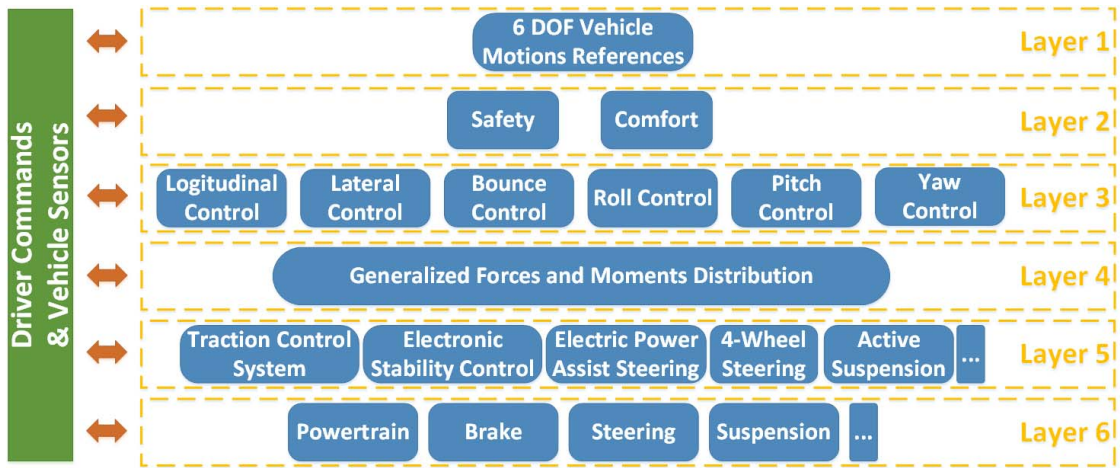 Driver Commands
& Vehicle Sensors
6 DOF Vehicle
Motions References
Layer 1
Safety
Comfort
Layer 2
Logitudinal
Control
Lateral
Control
Bounce
Control
Roll Control
Pitch
Control
Yaw
Control
Layer 3
Generalized Forces and Moments Distribution
Layer 4
Traction Control
System
Electronic
Stability Control
Electric Power
Assist Steering
4-Wheel
Steering
Active
Suspension
...
Layer 5
Powertrain
Brake
Steering
Suspension
...
Layer 6